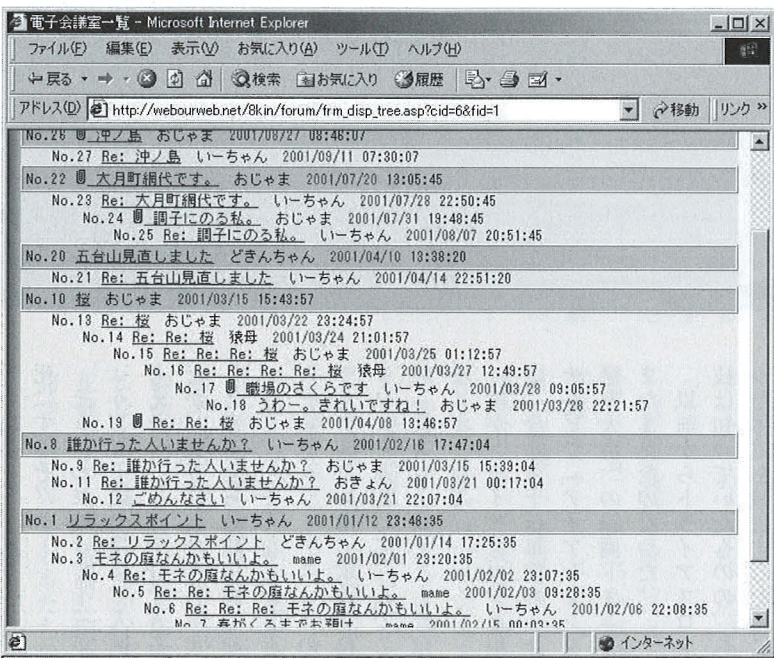 電子会議室一覧 - Microsoft Internet Explorer
ファイル(F) 編集(E) 表示(V) お気に入り(A) ツール(T) ヘルプ(H)
戻る 検索 お気に入り 履歴
アドレス(D) http://webourweb.net/8kin/forum/frm_disp_tree.asp?cid=6&fid=1 移動 リンク »
No.26 沖ノ島 おじゃま 2001/08/27 08:46:07
No.27 Re: 沖ノ島 いーちゃん 2001/09/11 07:30:07
No.22 大月町網代です。 おじゃま 2001/07/20 13:05:45
No.23 Re: 大月町網代です。 いーちゃん 2001/07/28 22:50:45
No.24 調子にのる私。 おじゃま 2001/07/31 19:48:45
No.25 Re: 調子にのる私。 いーちゃん 2001/08/07 20:51:45
No.20 五台山見直しました どきんちゃん 2001/04/10 13:38:20
No.21 Re: 五台山見直しました いーちゃん 2001/04/14 22:51:20
No.10 桜 おじゃま 2001/03/15 15:43:57
No.13 Re: 桜 おじゃま 2001/03/22 23:24:57
No.14 Re: Re: 桜 猿母 2001/03/24 21:01:57
No.15 Re: Re: Re: 桜 おじゃま 2001/03/25 01:12:57
No.16 Re: Re: Re: Re: 桜 猿母 2001/03/27 12:49:57
No.17 職場のさくらです いーちゃん 2001/03/28 09:05:57
No.18 うわー。きれいですね！ おじゃま 2001/03/28 22:21:57
No.19 Re: Re: 桜 おじゃま 2001/04/08 13:46:57
No.8 誰か行った人いませんか？ いーちゃん 2001/02/16 17:47:04
No.9 Re: 誰か行った人いませんか？ おじゃま 2001/03/15 15:39:04
No.11 Re: 誰か行った人いませんか？ おきょん 2001/03/21 00:17:04
No.12 ごめんなさい いーちゃん 2001/03/21 22:07:04
No.1 リラックスポイント いーちゃん 2001/01/12 23:48:35
No.2 Re: リラックスポイント どきんちゃん 2001/01/14 17:25:35
No.3 モネの庭なんかもいいよ。 mame 2001/02/01 23:20:35
No.4 Re: モネの庭なんかもいいよ。 いーちゃん 2001/02/02 23:07:35
No.5 Re: Re: モネの庭なんかもいいよ。 mame 2001/02/03 09:28:35
No.6 Re: Re: Re: モネの庭なんかもいいよ。 いーちゃん 2001/02/06 22:08:35
No.7 春がくるまでお預け mame 2001/02/15 00:03:35
インターネット